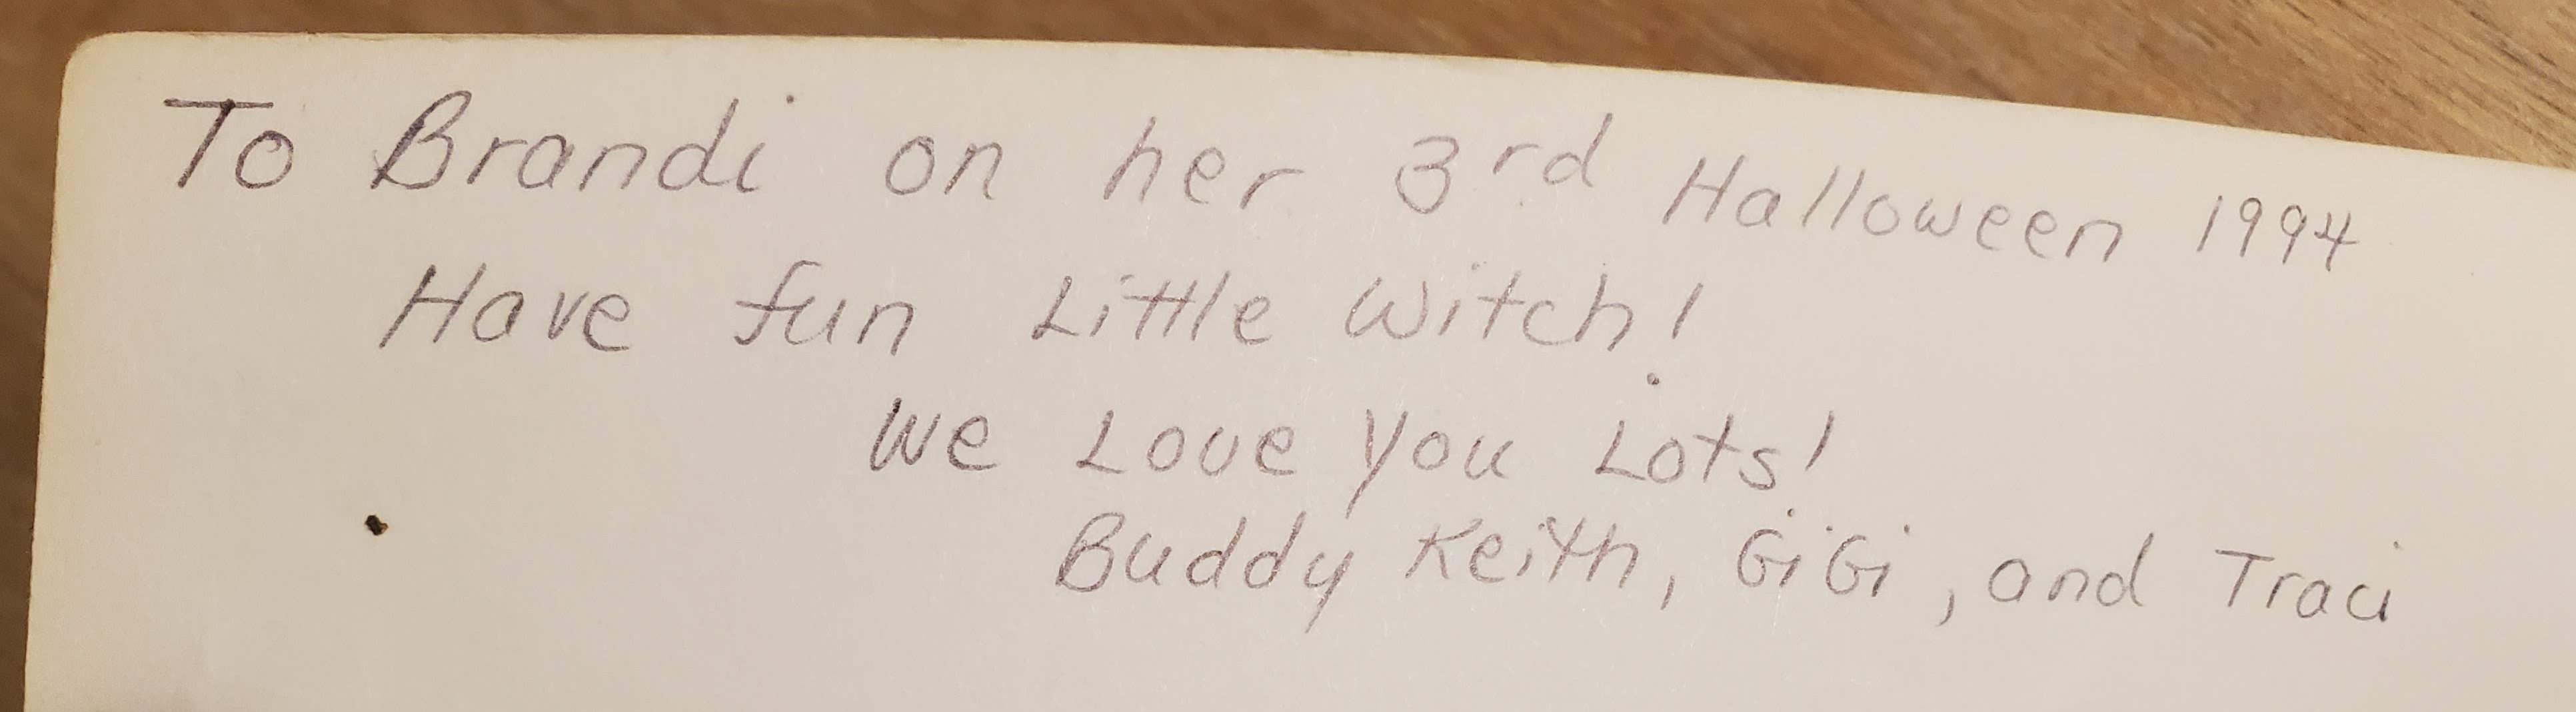 To Brandi on her 3rd Halloween 1994
Have fun Little Witch!
We Love You Lots!
Buddy Keith, GiGi, and Traci